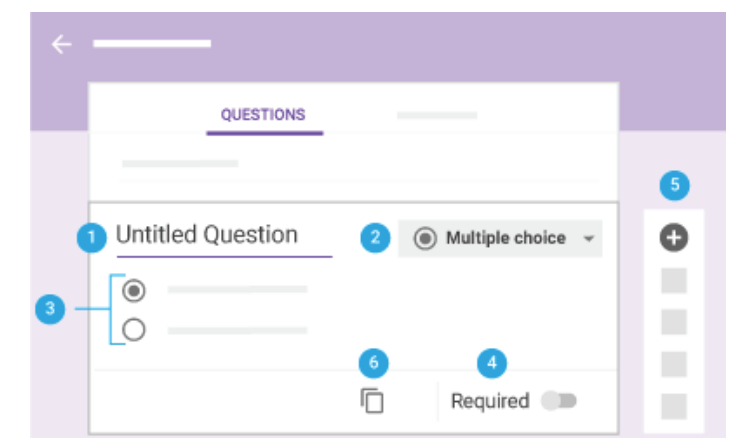 QUESTIONS
5
1 Untitled Question 2 Multiple choice
3
6 4
Required